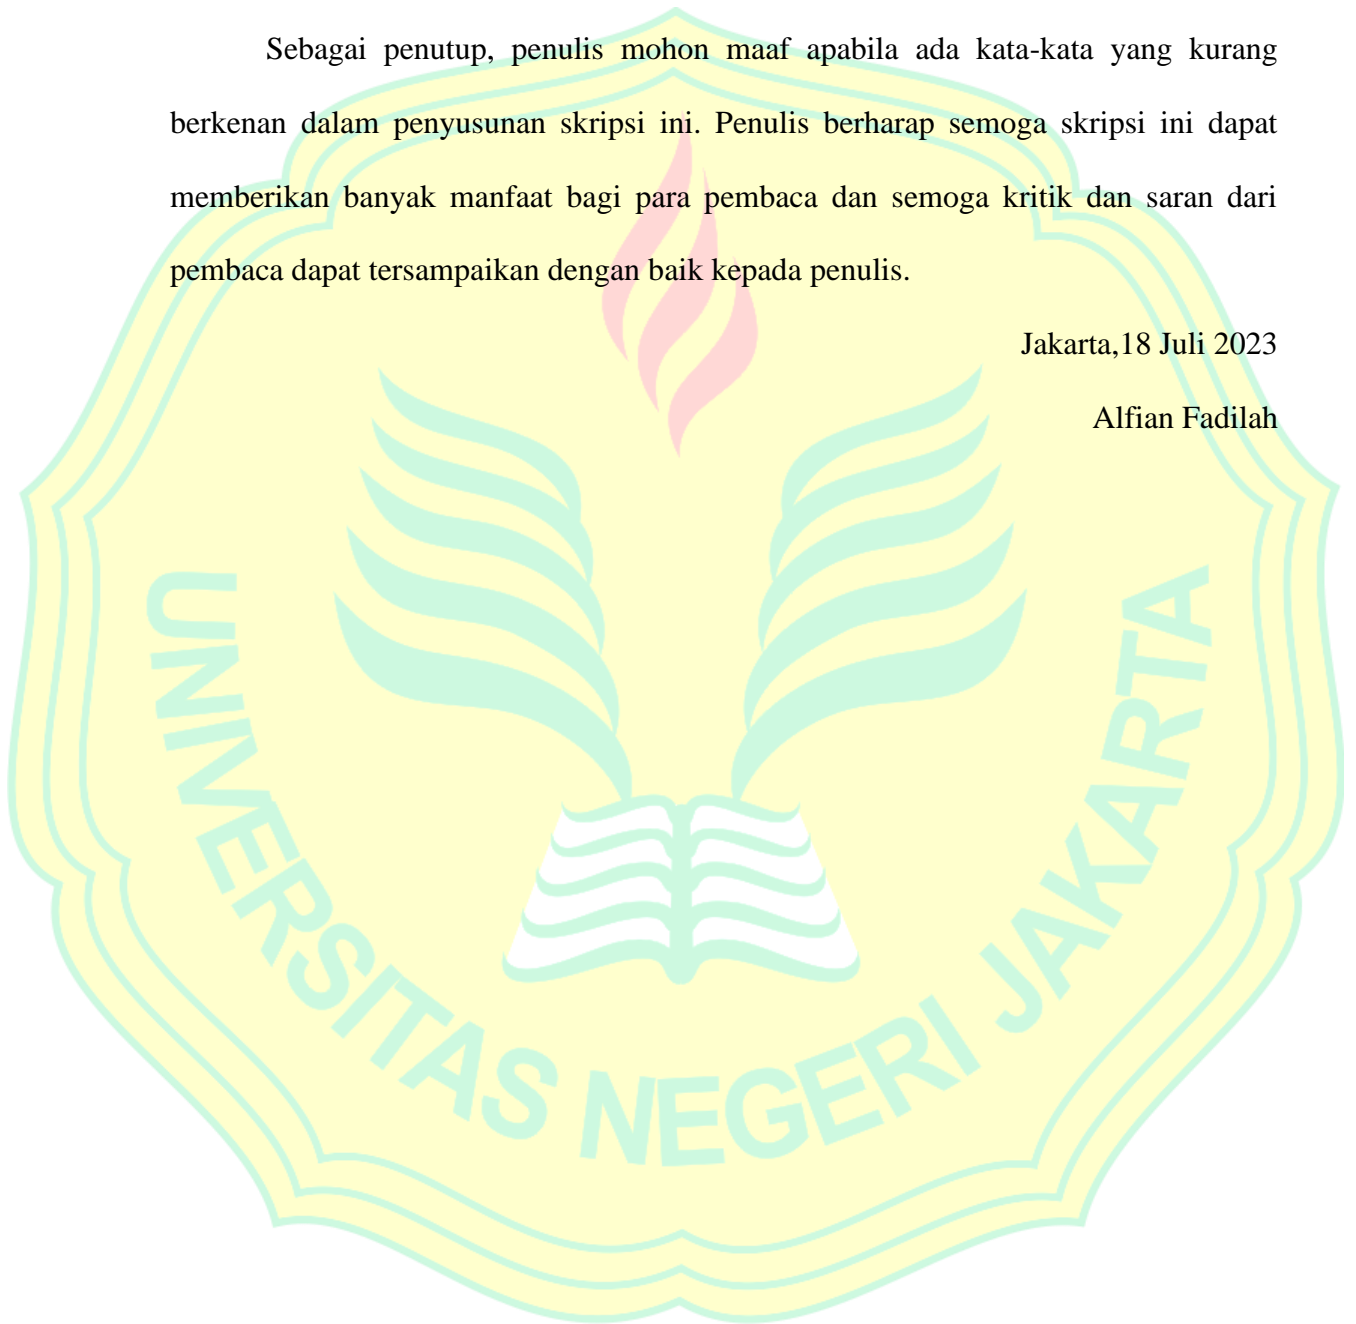 Sebagai penutup, penulis mohon maaf apabila ada kata-kata yang kurang
berkenan dalam penyusunan skripsi ini. Penulis berharap semoga skripsi ini dapat
memberikan banyak manfaat bagi para pembaca dan semoga kritik dan saran dari
pembaca dapat tersampaikan dengan baik kepada penulis.
Jakarta,18 Juli 2023
Alfian Fadilah
UNIVERSITAS NEGERI JAKARTA